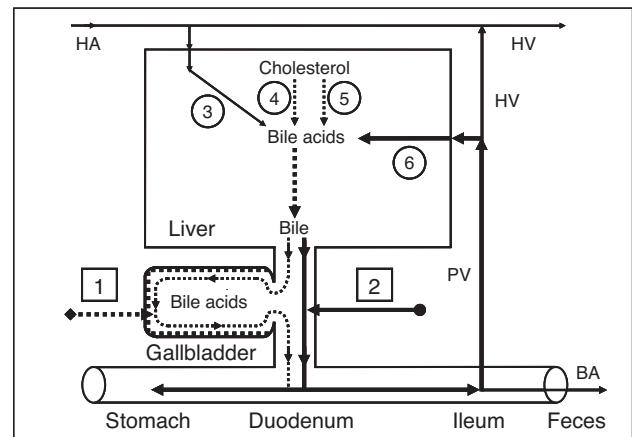 HA
HV
Cholesterol
3
4
5
HV
Bile acids
6
Liver
Bile
1
Bile acids
2
PV
Gallbladder
BA
Stomach
Duodenum
Ileum
Feces